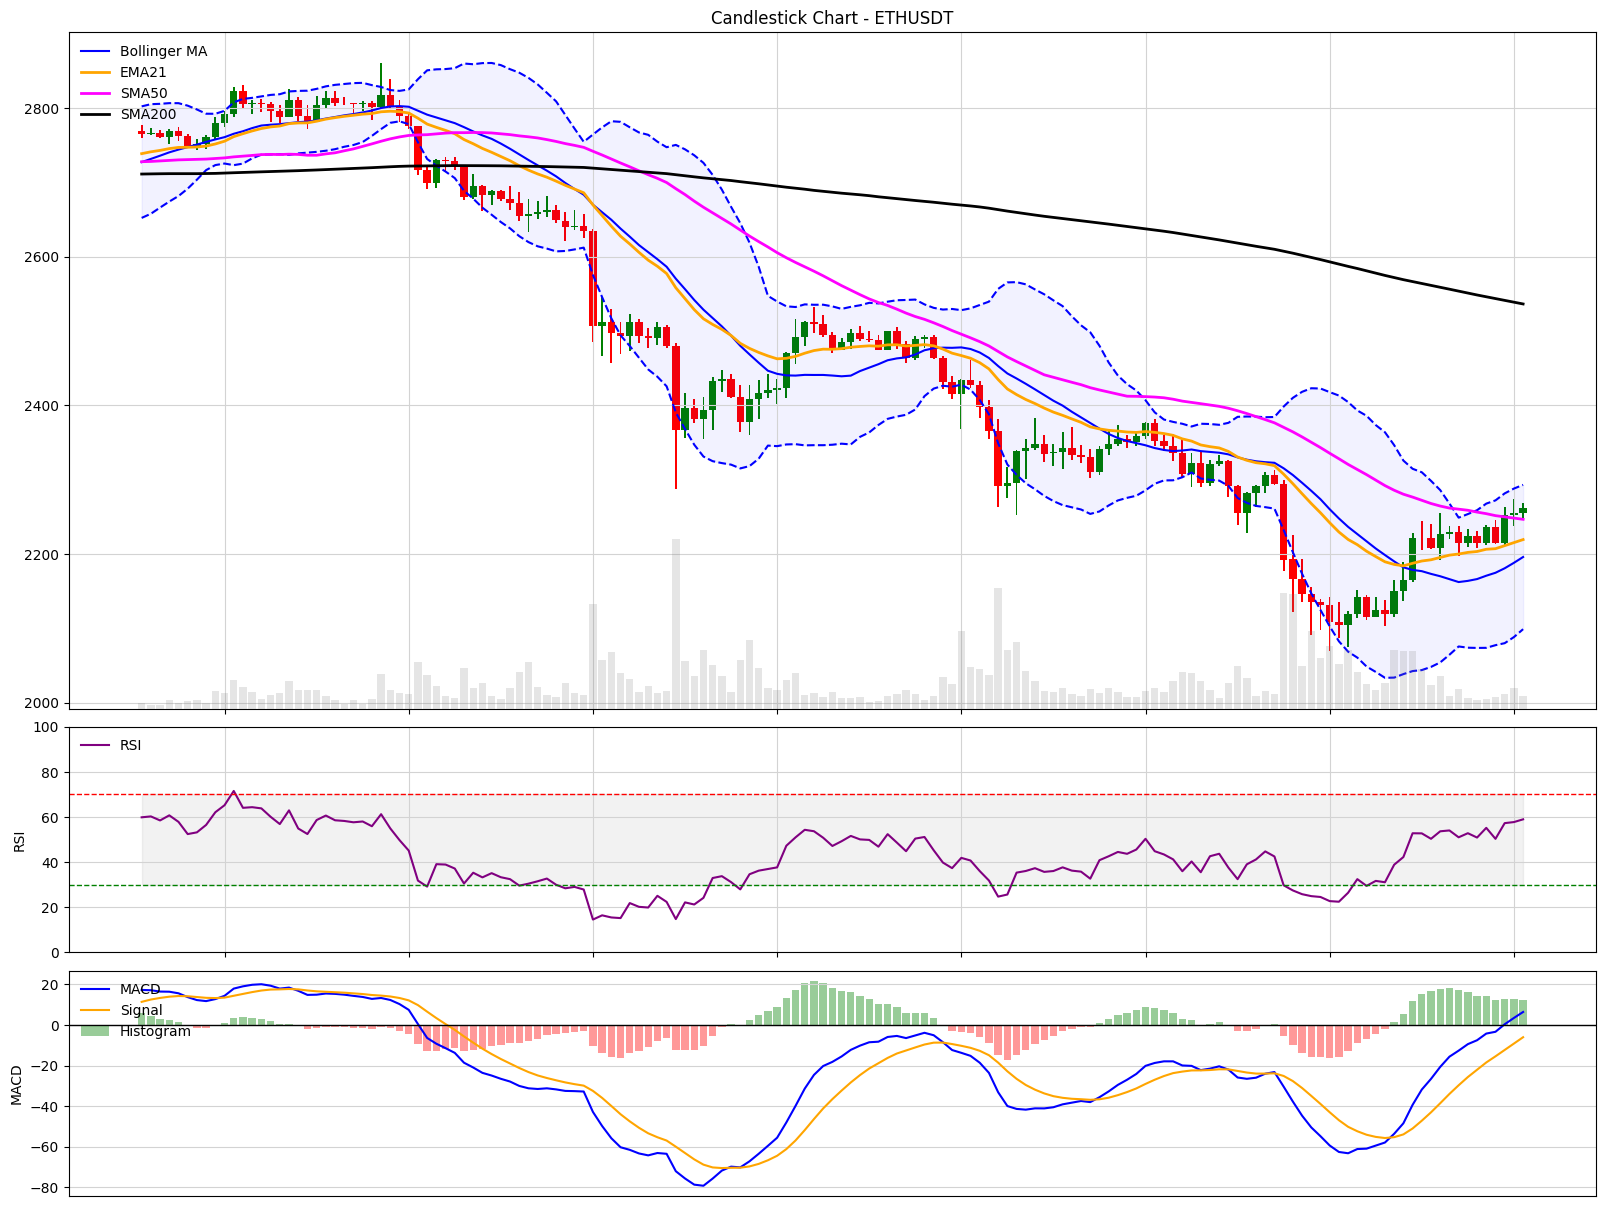 Candlestick Chart - ETHUSDT
Bollinger MA
EMA21
SMA50
SMA200
2800
2600
2400
2200
2000
RSI
100
80
60
40
20
0
RSI
MACD
Signal
Histogram
20
0
−20
−40
−60
−80
MACD